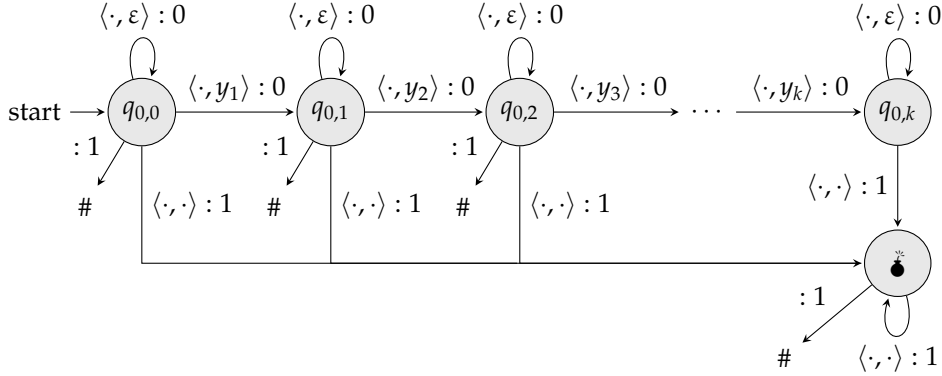 ⟨·, ε⟩ : 0 ⟨·, ε⟩ : 0 ⟨·, ε⟩ : 0 ⟨·, ε⟩ : 0
start q₀,₀ ⟨·, y₁⟩ : 0 q₀,₁ ⟨·, y₂⟩ : 0 q₀,₂ ⟨·, y₃⟩ : 0 ··· ⟨·, yₖ⟩ : 0 q₀,ₖ
: 1 : 1 : 1
⟨·, ·⟩ : 1
# ⟨·, ·⟩ : 1 # ⟨·, ·⟩ : 1 # ⟨·, ·⟩ : 1
: 1
# ⟨·, ·⟩ : 1